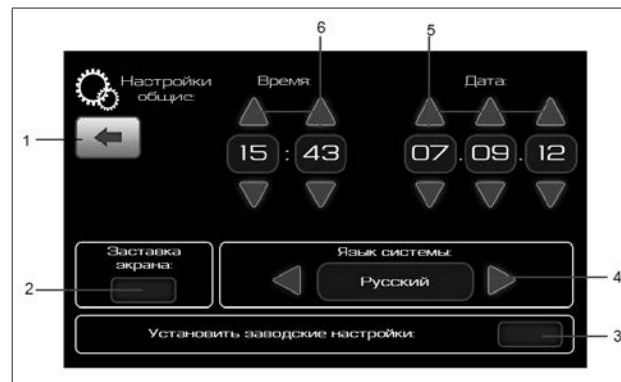 6 5
Настройки общие: Время: Дата:
1
15 : 43 07.09.12
Заставка экрана: Язык системы:
2 Русский 4
Установить заводские настройки: 3